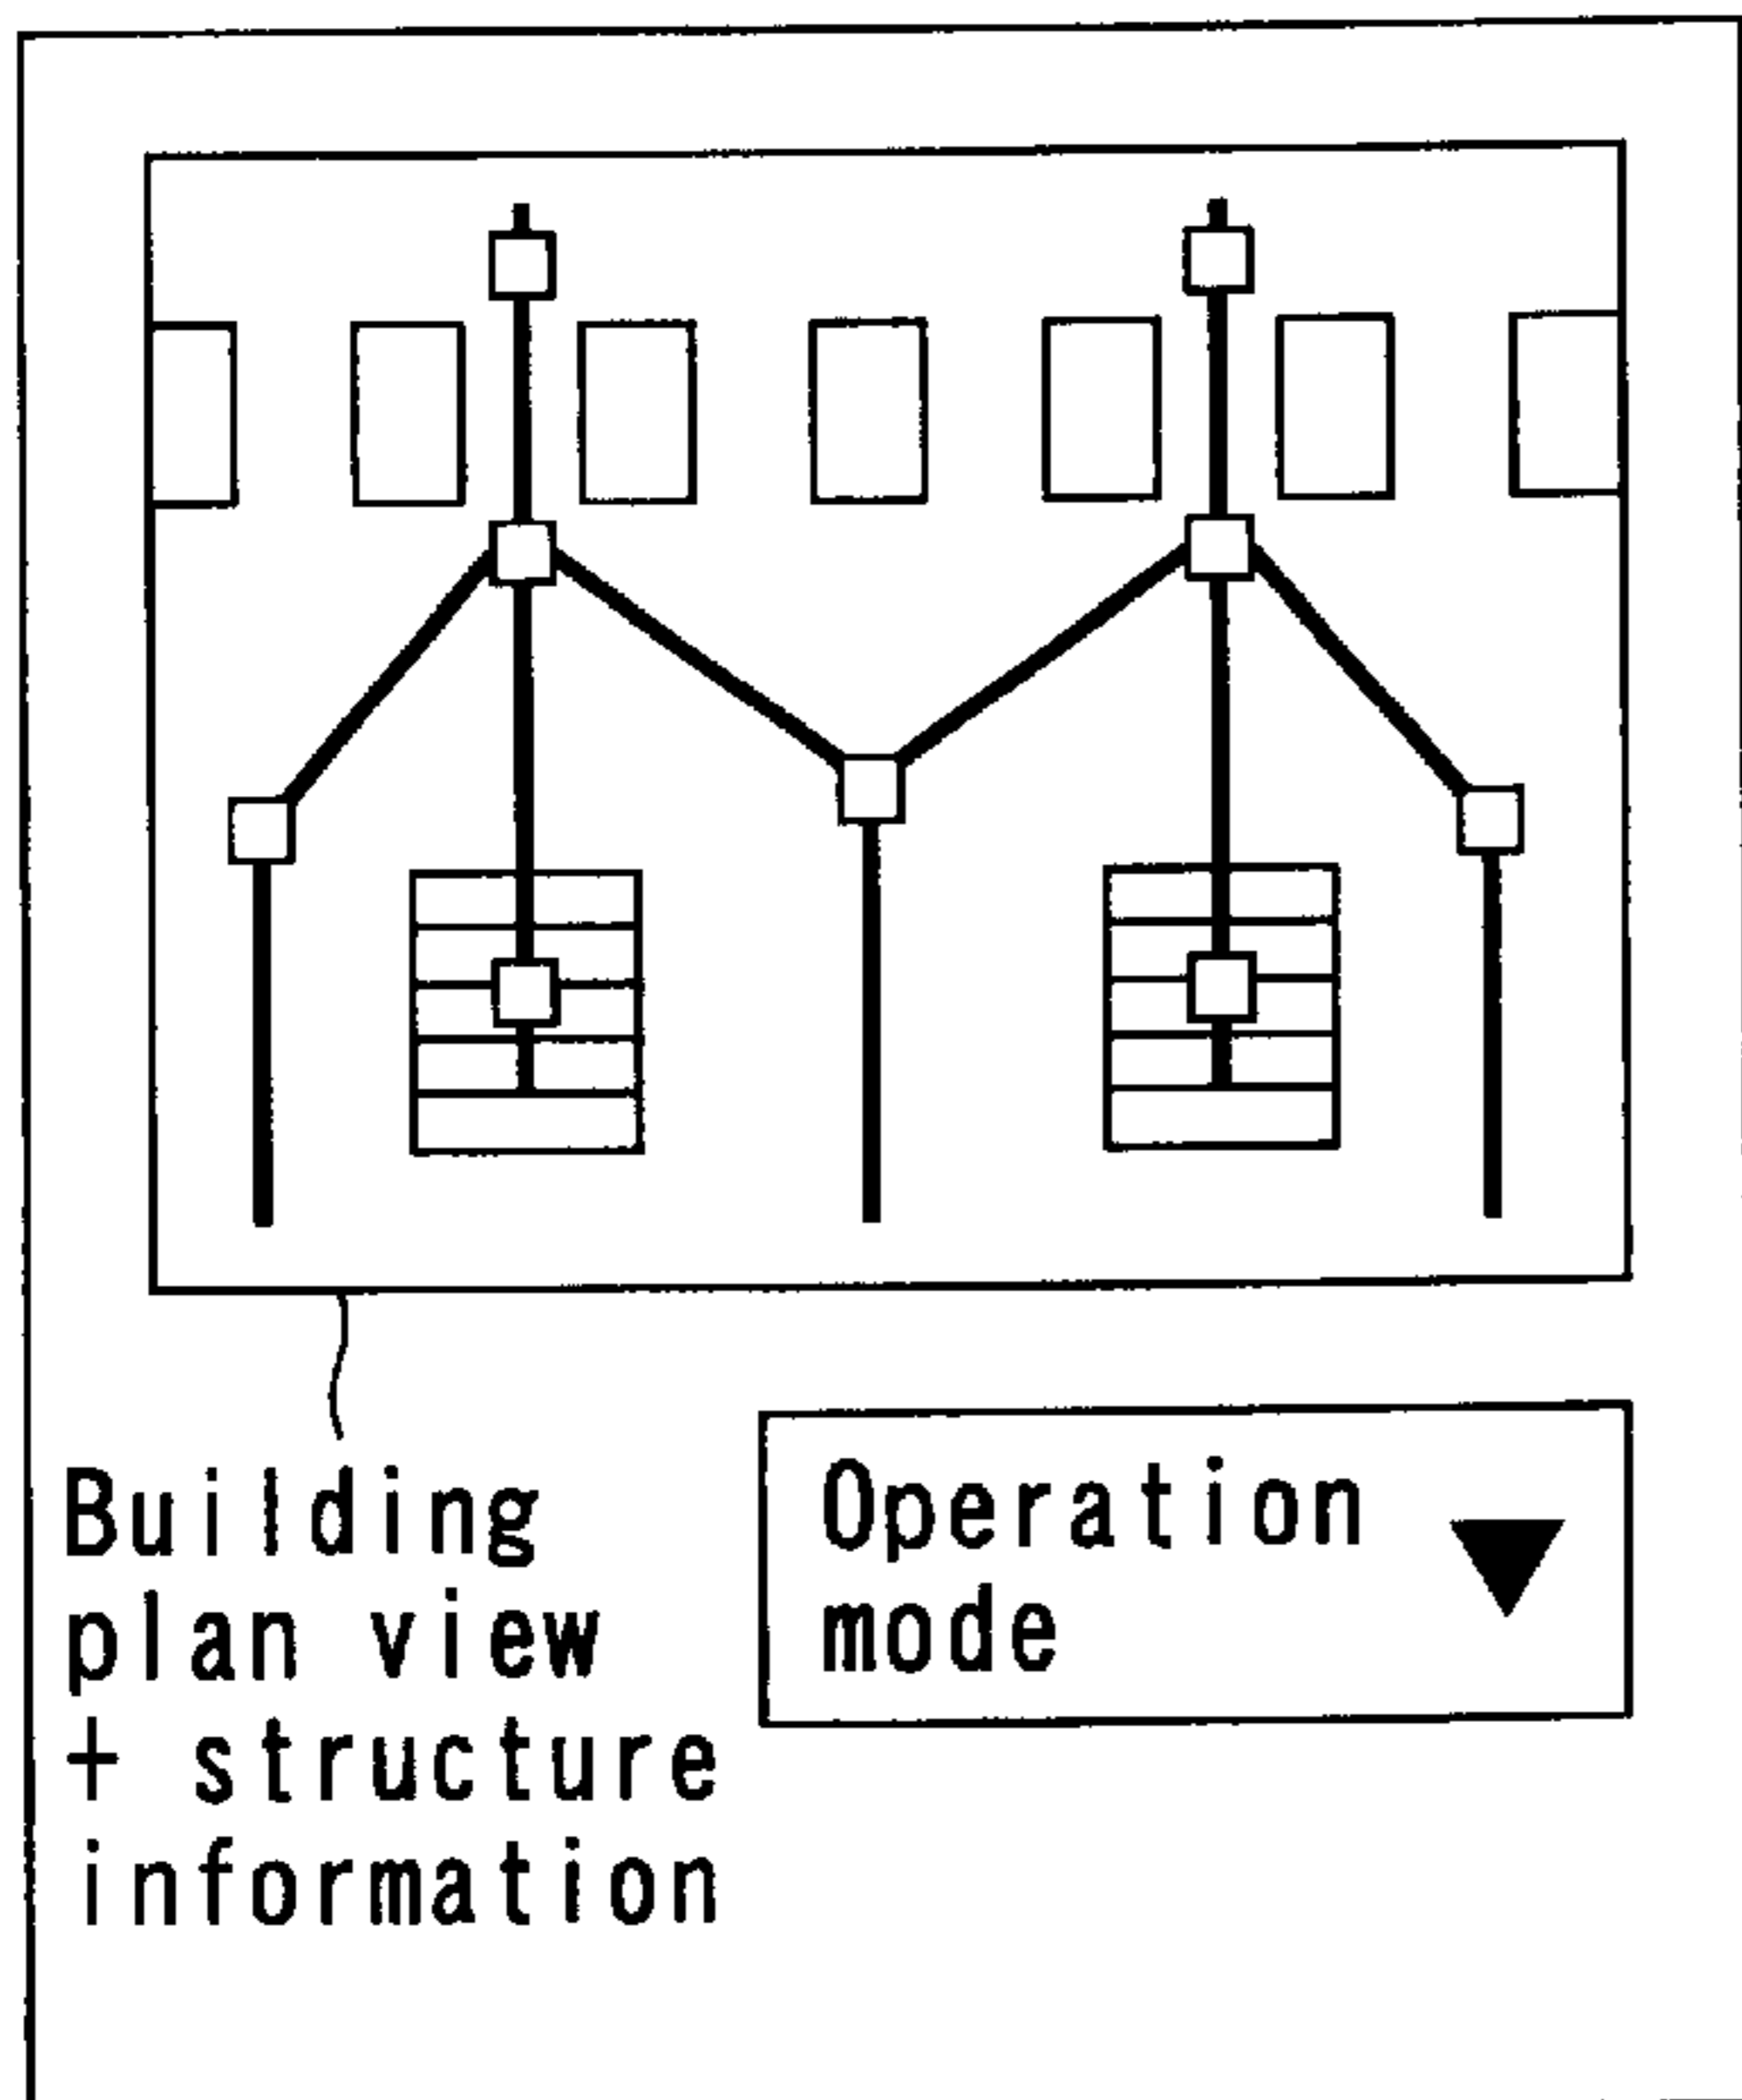 Building
plan view
+ structure
information
Operation
mode